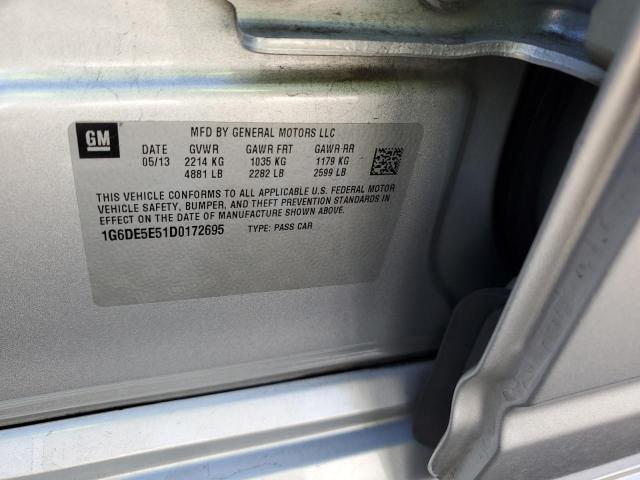 GM
MFD BY GENERAL MOTORS LLC
DATE GVWR GAWR FRT GAWR RR
05/13 2214 KG 1035 KG 1179 KG
4881 LB 2282 LB 2599 LB
THIS VEHICLE CONFORMS TO ALL APPLICABLE U.S. FEDERAL MOTOR
VEHICLE SAFETY, BUMPER, AND THEFT PREVENTION STANDARDS IN
EFFECT ON THE DATE OF MANUFACTURE SHOWN ABOVE.
1G6DE5E51D0172695 TYPE: PASS CAR